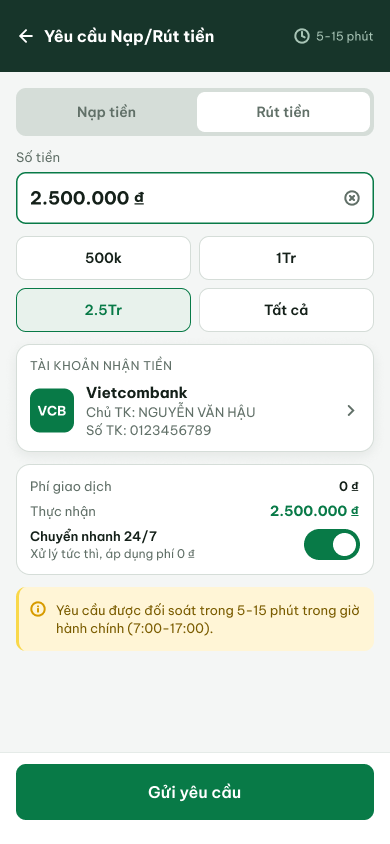 Yêu cầu Nạp/Rút tiền
5-15 phút
Nạp tiền
Rút tiền
Số tiền
2.500.000 ₫
500k
1Tr
2.5Tr
Tất cả
TÀI KHOẢN NHẬN TIỀN
VCB
Vietcombank
Chủ TK: NGUYỄN VĂN HẬU
Số TK: 0123456789
Phí giao dịch
0 ₫
Thực nhận
2.500.000 ₫
Chuyển nhanh 24/7
Xử lý tức thì, áp dụng phí 0 ₫
Yêu cầu được đối soát trong 5-15 phút trong giờ
hành chính (7:00-17:00).
Gửi yêu cầu